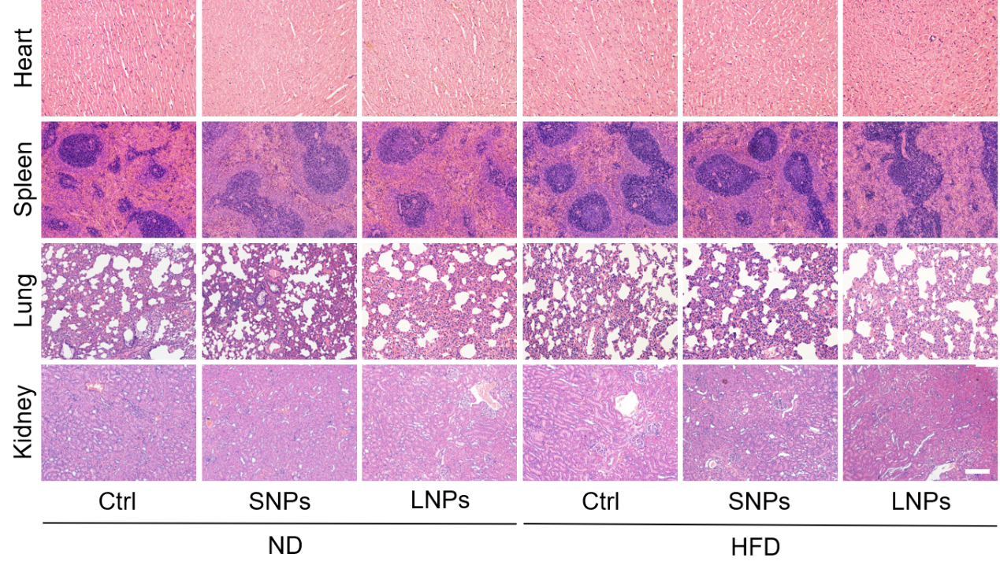 Heart
Spleen
Lung
Kidney
Ctrl SNPs LNPs Ctrl SNPs LNPs
ND HFD